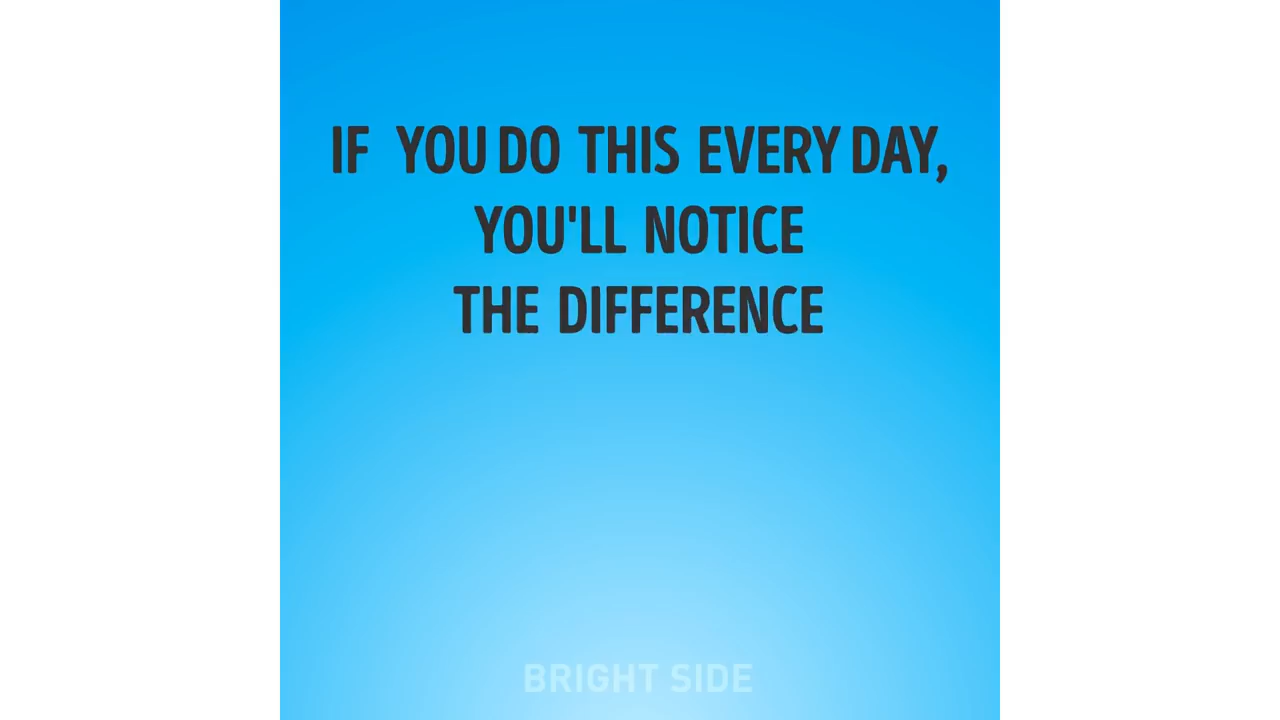 IF YOU DO THIS EVERY DAY,
YOU'LL NOTICE
THE DIFFERENCE
BRIGHT SIDE